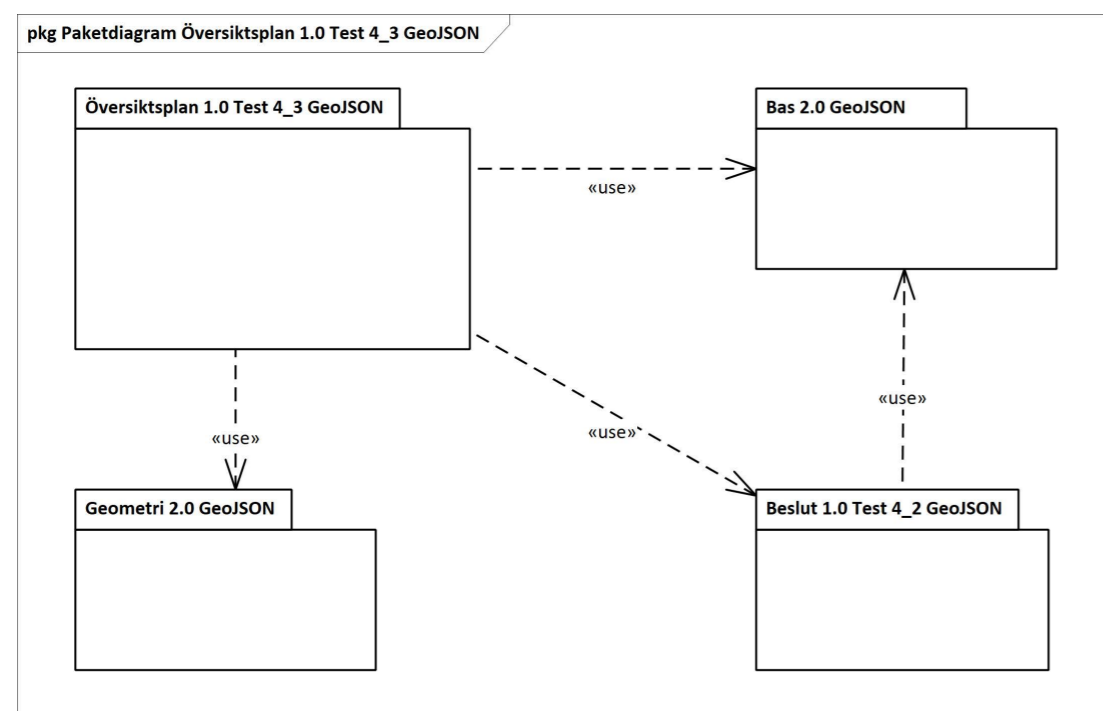 pkg Paketdiagram Översiktsplan 1.0 Test 4_3 GeoJSON
Översiktsplan 1.0 Test 4_3 GeoJSON
Bas 2.0 GeoJSON
«use»
«use»
«use»
«use»
Geometri 2.0 GeoJSON
Beslut 1.0 Test 4_2 GeoJSON